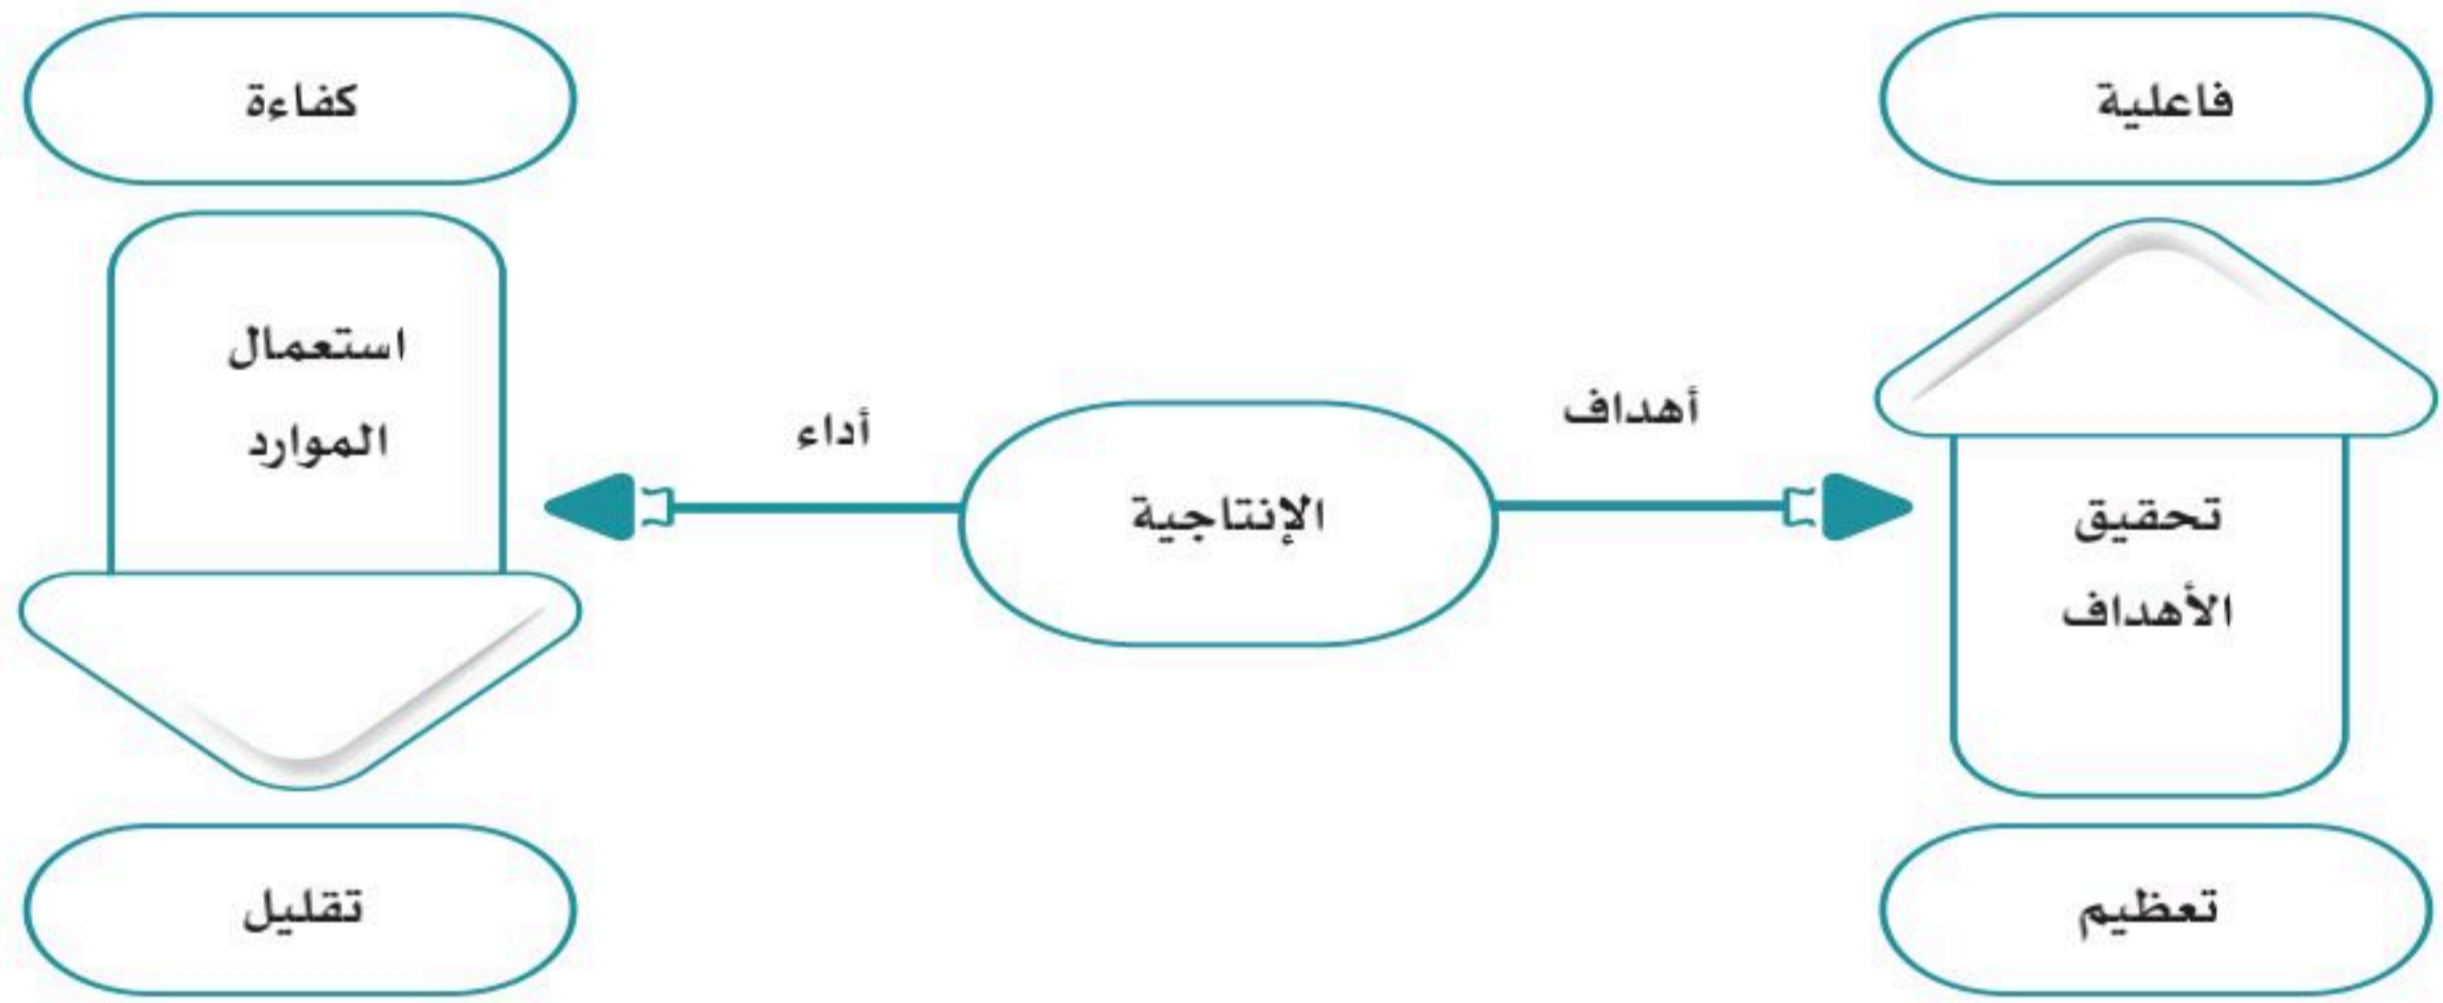 فاعلية
كفاءة
تحقيق
الأهداف
أهداف
الإنتاجية
أداء
استعمال
الموارد
تعظيم
تقليل